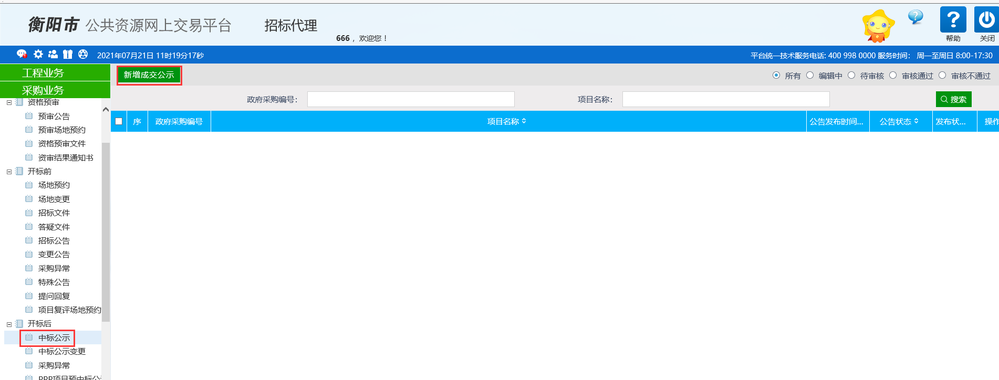 衡阳市 公共资源网上交易平台 招标代理
666 ，欢迎您！
帮助
关闭
2021年07月21日 11时19分17秒
平台统一技术服务电话: 400 998 0000 服务时间： 周一至周日 8:00-17:30
工程业务
采购业务
资格预审
预审公告
预审场地预约
资格预审文件
资审结果通知书
开标前
场地预约
场地变更
招标文件
答疑文件
招标公告
变更公告
采购异常
特殊公告
提问回复
项目复评场地预约
开标后
中标公示
中标公示变更
采购异常
PPP项目预中标公
新增成交公示
所有 编辑中 待审核 审核通过 审核不通过
政府采购编号： 项目名称： 搜索
序 政府采购编号 项目名称 公告发布时间... 公告状态 发布状... 操作